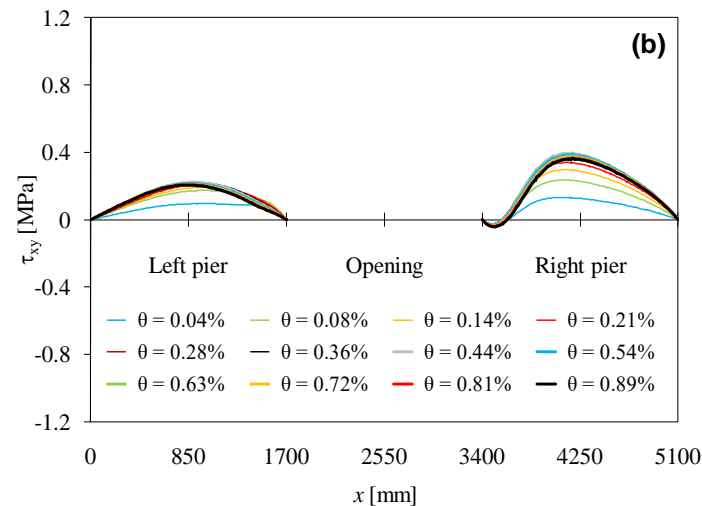 1.2
(b)
0.8
0.4
0
-0.4
-0.8
-1.2
τxy [MPa]
Left pier Opening Right pier
θ = 0.04% θ = 0.08% θ = 0.14% θ = 0.21%
θ = 0.28% θ = 0.36% θ = 0.44% θ = 0.54%
θ = 0.63% θ = 0.72% θ = 0.81% θ = 0.89%
0 850 1700 2550 3400 4250 5100
x [mm]